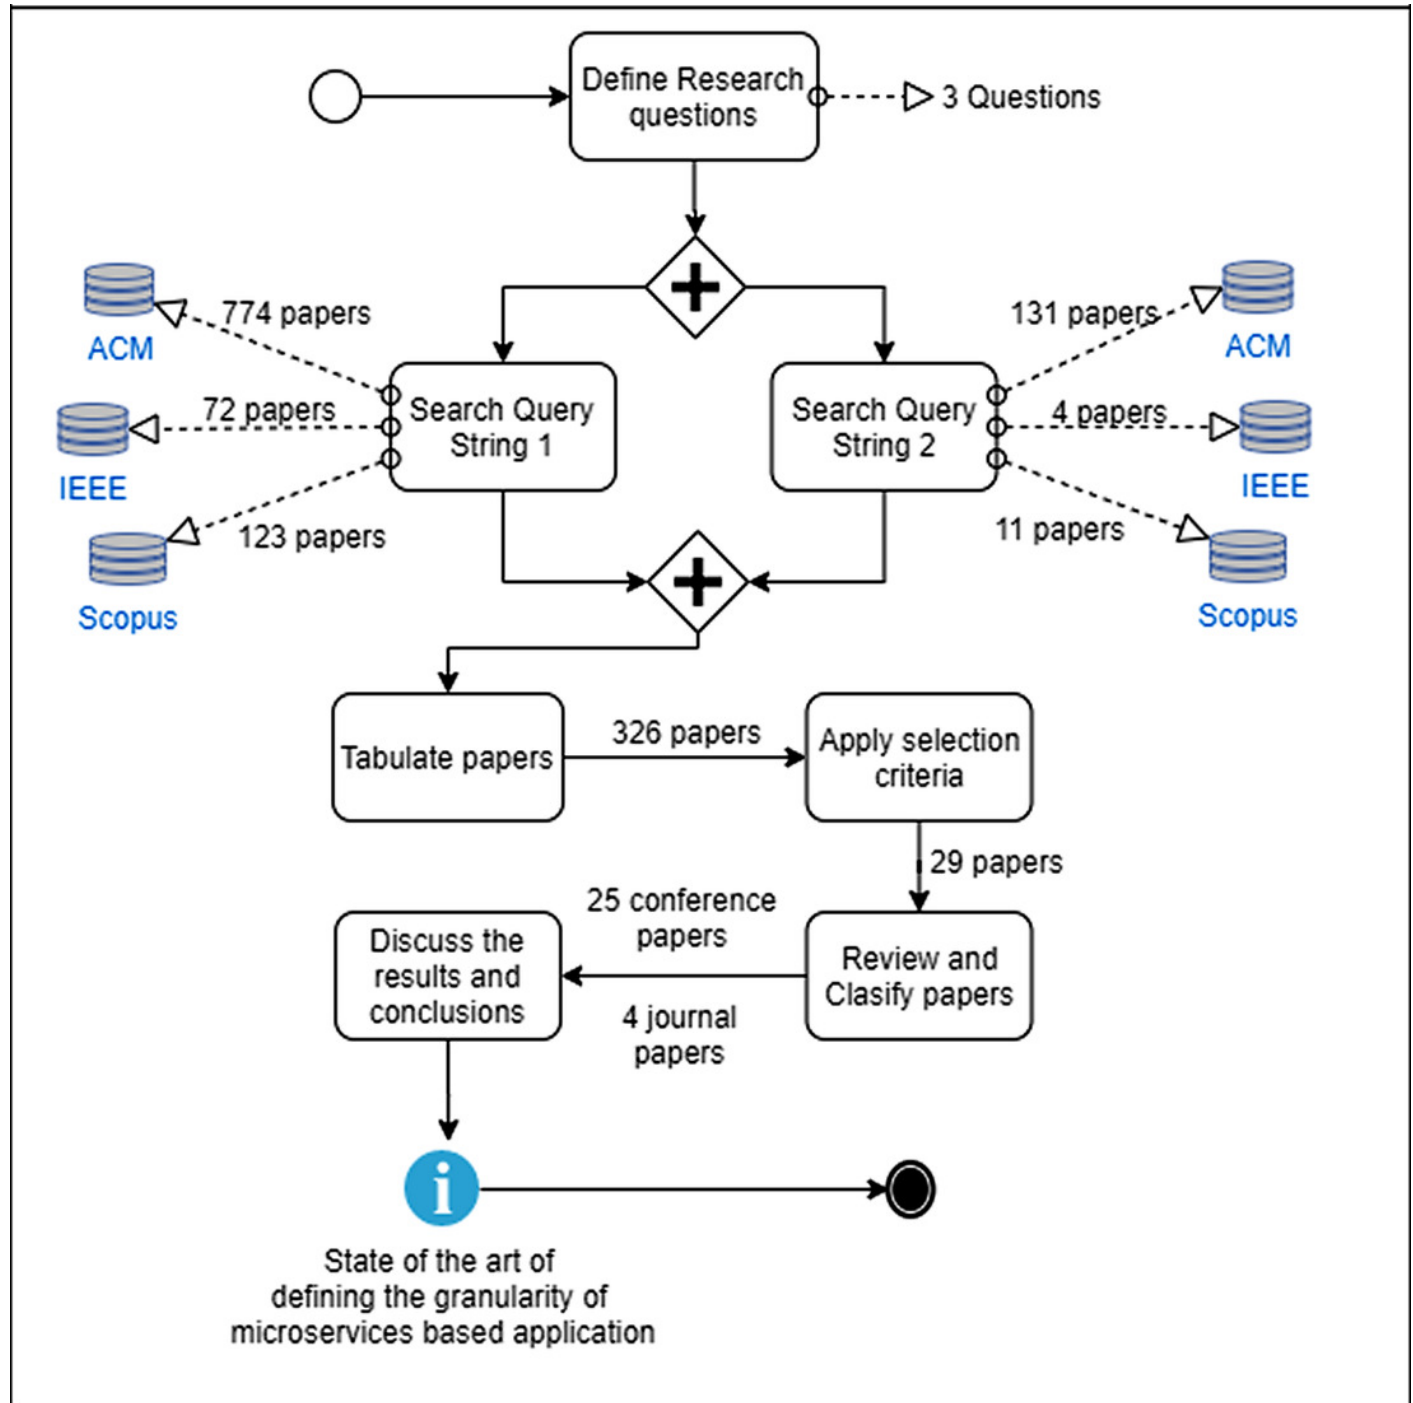 Define Research
questions
3 Questions
774 papers
ACM
72 papers
IEEE
123 papers
Scopus
Search Query
String 1
Search Query
String 2
131 papers
ACM
4 papers
IEEE
11 papers
Scopus
Tabulate papers
326 papers
Apply selection
criteria
29 papers
Review and
Clasify papers
25 conference
papers
4 journal
papers
Discuss the
results and
conclusions
i
State of the art of
defining the granularity of
microservices based application